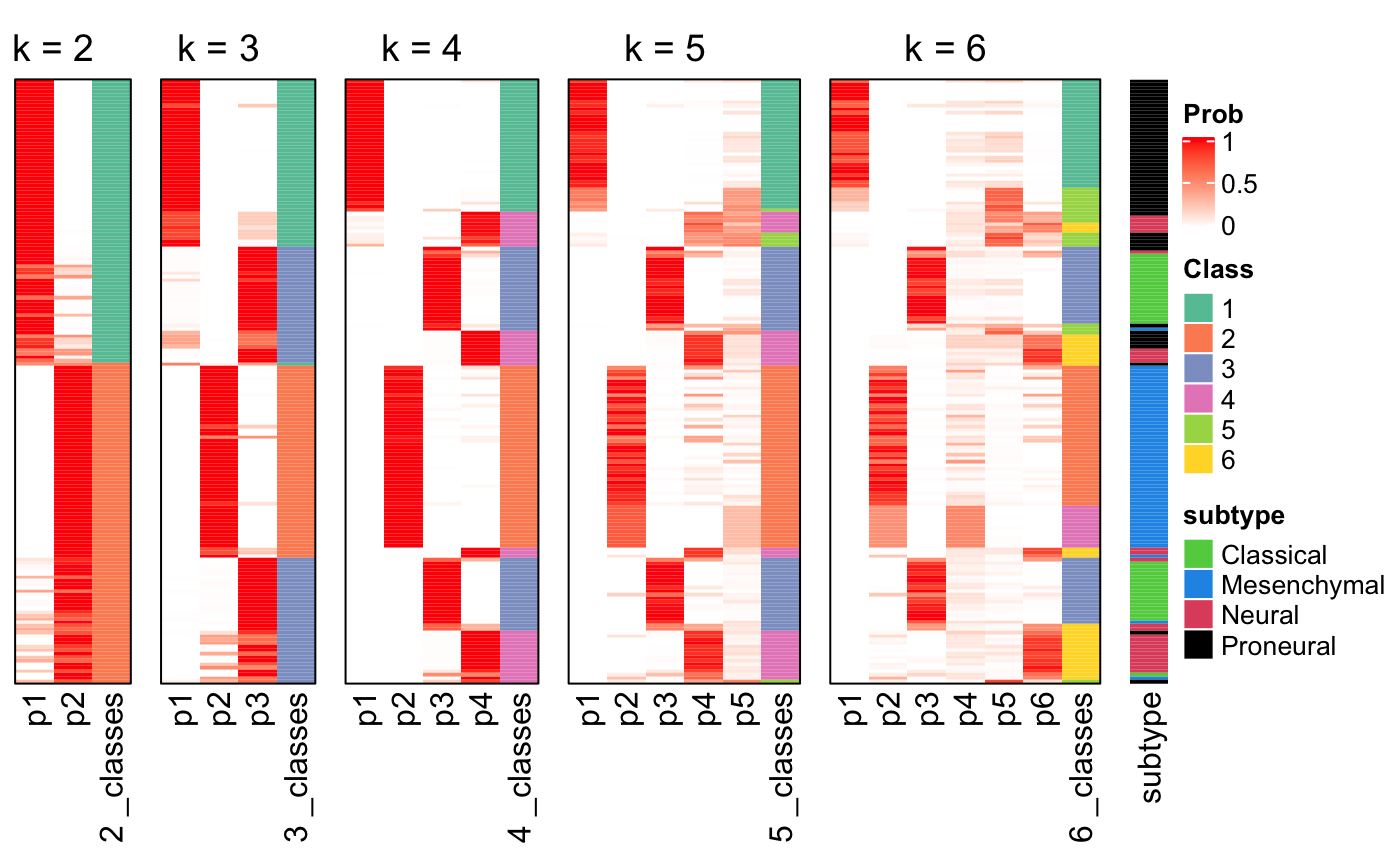 k = 2
k = 3
k = 4
k = 5
k = 6
p1
p2
2_classes
p1
p2
p3
3_classes
p1
p2
p3
p4
4_classes
p1
p2
p3
p4
p5
5_classes
p1
p2
p3
p4
p5
p6
6_classes
subtype
Prob
1
0.5
0
Class
1
2
3
4
5
6
subtype
Classical
Mesenchymal
Neural
Proneural